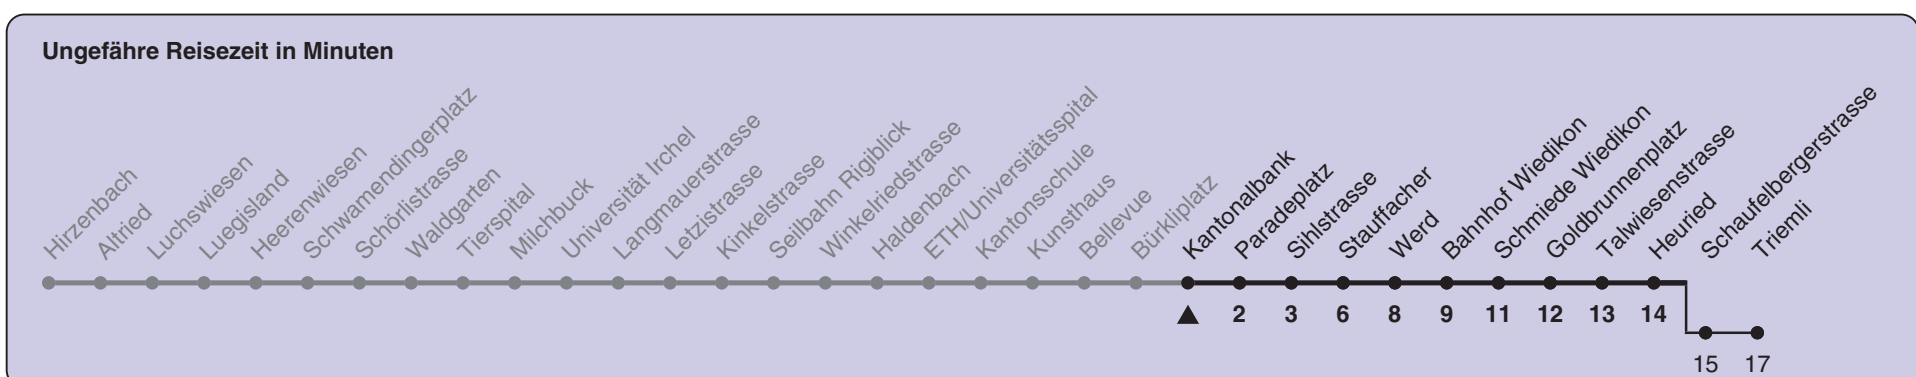 Ungefähre Reisezeit in Minuten
Hirzenbach
Altried
Luchswiesen
Luegisland
Heerenwiesen
Schwamendingerplatz
Schörlistrasse
Waldgarten
Tierspital
Milchbuck
Universität Irchel
Langmauerstrasse
Letzistrasse
Kinkelstrasse
Seilbahn Rigiblick
Winkelriedstrasse
Haldenbach
ETH/Universitätsspital
Kantonsschule
Kunsthaus
Bellevue
Bürkliplatz
Kantonalbank
Paradeplatz
Sihlstrasse
Stauffacher
Werd
Bahnhof Wiedikon
Schmiede Wiedikon
Goldbrunnenplatz
Talwiesenstrasse
Heuried
Schaufelbergerstrasse
Triemli
2 3 6 8 9 11 12 13 14
15 17